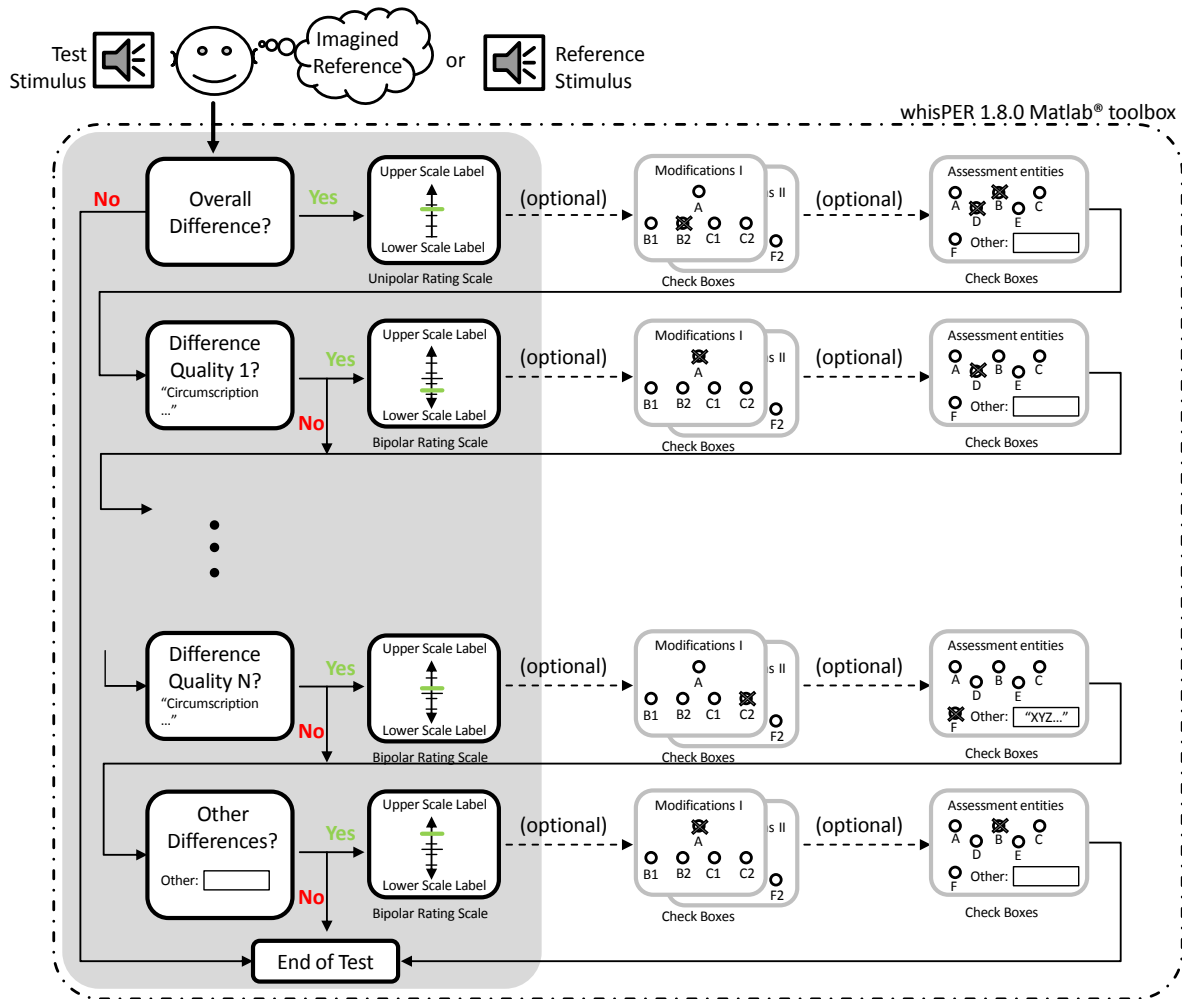 Test
Stimulus
Imagined
Reference
or
Reference
Stimulus
whisPER 1.8.0 Matlab® toolbox
No
Overall
Difference?
Yes
Upper Scale Label
Lower Scale Label
Unipolar Rating Scale
(optional)
Modifications I
A
B1 B2 C1 C2
s II
F2
Check Boxes
(optional)
Assessment entities
A B C
D E
F Other:
Check Boxes
Difference
Quality 1?
"Circumscription
..."
Yes
No
Upper Scale Label
Lower Scale Label
Bipolar Rating Scale
(optional)
Modifications I
A
B1 B2 C1 C2
s II
F2
Check Boxes
(optional)
Assessment entities
A B C
D E
F Other:
Check Boxes
Difference
Quality N?
"Circumscription
..."
Yes
No
Upper Scale Label
Lower Scale Label
Bipolar Rating Scale
(optional)
Modifications I
A
B1 B2 C1 C2
s II
F2
Check Boxes
(optional)
Assessment entities
A B C
D E
F Other: "XYZ..."
Check Boxes
Other
Differences?
Other:
Yes
No
Upper Scale Label
Lower Scale Label
Bipolar Rating Scale
(optional)
Modifications I
A
B1 B2 C1 C2
s II
F2
Check Boxes
(optional)
Assessment entities
A B C
D E
F Other:
Check Boxes
End of Test